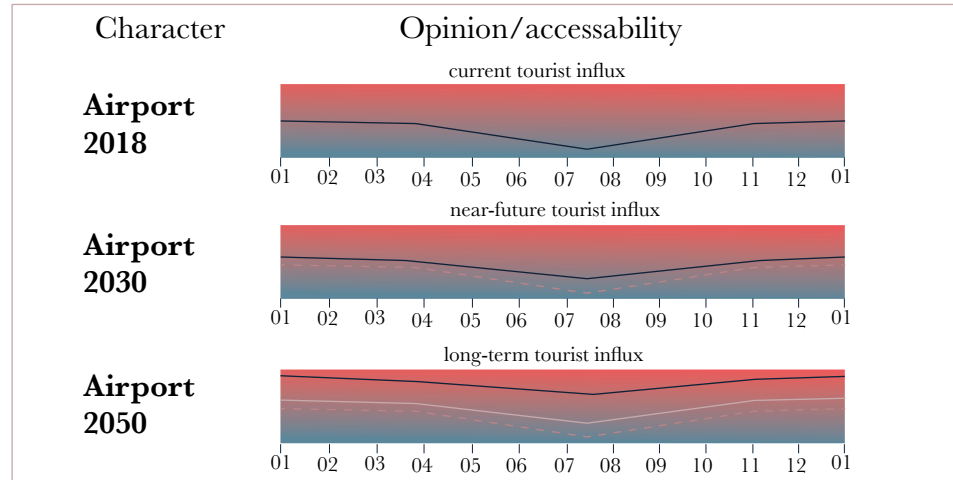 Character Opinion/accessability
current tourist influx
Airport
2018
01 02 03 04 05 06 07 08 09 10 11 12 01
near-future tourist influx
Airport
2030
01 02 03 04 05 06 07 08 09 10 11 12 01
long-term tourist influx
Airport
2050
01 02 03 04 05 06 07 08 09 10 11 12 01